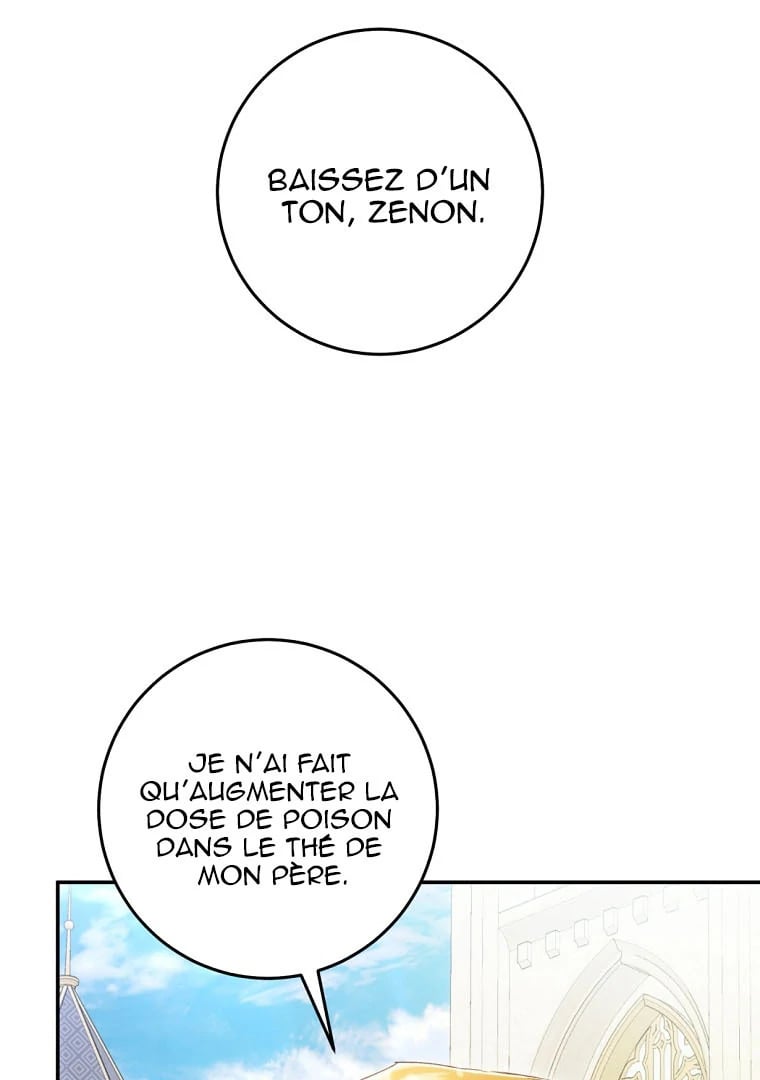 BAISSEZ D'UN
TON, ZENON.
JE N'AI FAIT
QU'AUGMENTER LA
DOSE DE POISON
DANS LE THÉ DE
MON PÈRE.